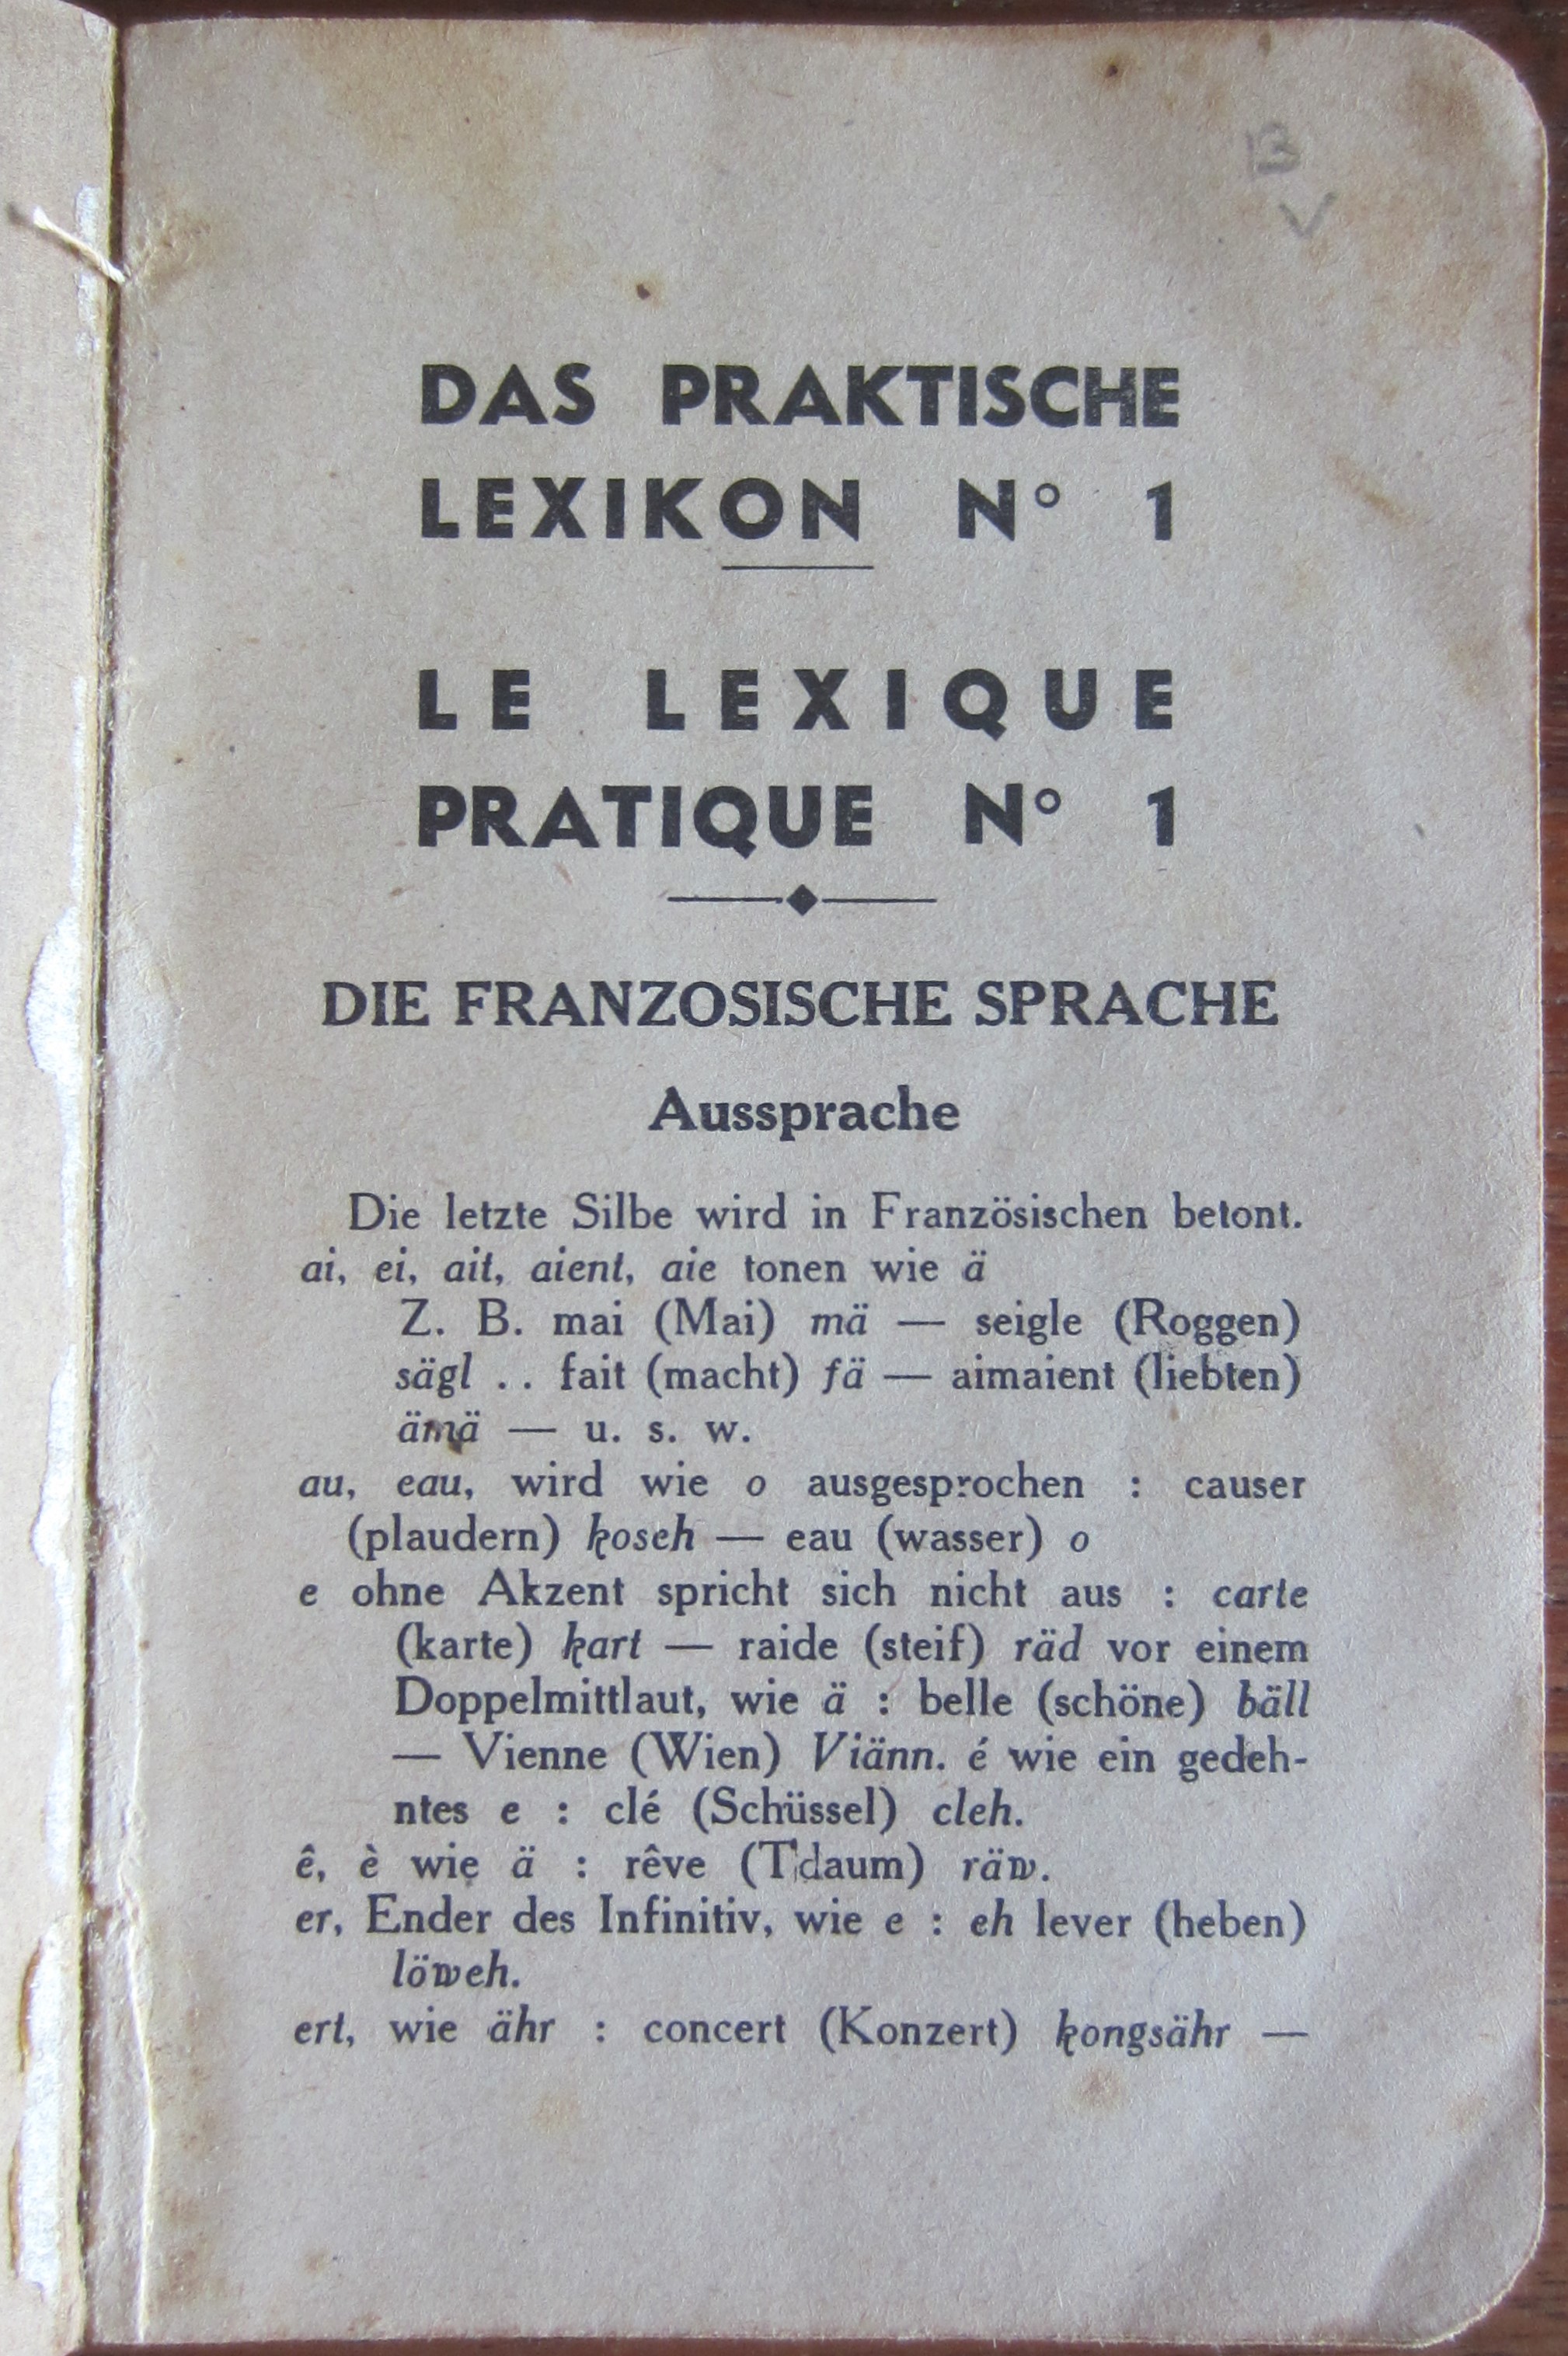 13
V
DAS PRAKTISCHE
LEXIKON N° 1
LE LEXIQUE
PRATIQUE N° 1
DIE FRANZOSISCHE SPRACHE
Aussprache
Die letzte Silbe wird in Französischen betont.
ai, ei, ait, aient, aie tonen wie ä
Z. B. mai (Mai) mä — seigle (Roggen)
sägl . . fait (macht) fä — aimaient (liebten)
ämä — u. s. w.
au, eau, wird wie o ausgesprochen : causer
(plaudern) koseh — eau (wasser) o
e ohne Akzent spricht sich nicht aus : carte
(karte) kart — raide (steif) räd vor einem
Doppelmittlaut, wie ä : belle (schöne) bäll
— Vienne (Wien) Viänn. é wie ein gedeh-
ntes e : clé (Schüssel) cleh.
ê, è wie ä : rêve (Tdaum) räw.
er, Ender des Infinitiv, wie e : eh lever (heben)
löweh.
ert, wie ähr : concert (Konzert) kongsähr —